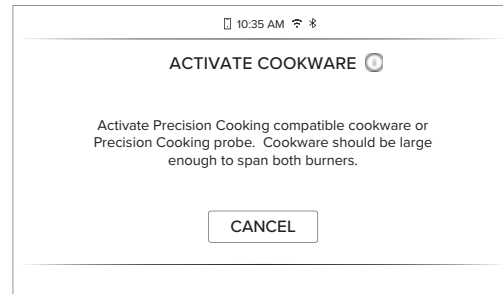 10:35 AM
ACTIVATE COOKWARE
Activate Precision Cooking compatible cookware or
Precision Cooking probe. Cookware should be large
enough to span both burners.
CANCEL